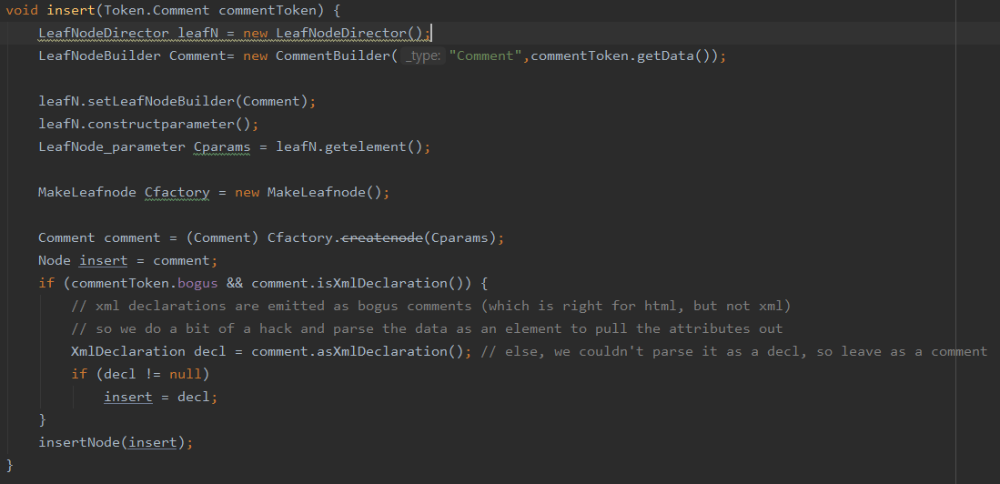 void insert(Token.Comment commentToken) {
    LeafNodeDirector leafN = new LeafNodeDirector();
    LeafNodeBuilder Comment= new CommentBuilder( _type: "Comment",commentToken.getData());

    leafN.setLeafNodeBuilder(Comment);
    leafN.constructparameter();
    LeafNode_parameter Cparams = leafN.getelement();

    MakeLeafnode Cfactory = new MakeLeafnode();

    Comment comment = (Comment) Cfactory.createnode(Cparams);
    Node insert = comment;
    if (commentToken.bogus && comment.isXmlDeclaration()) {
        // xml declarations are emitted as bogus comments (which is right for html, but not xml)
        // so we do a bit of a hack and parse the data as an element to pull the attributes out
        XmlDeclaration decl = comment.asXmlDeclaration(); // else, we couldn't parse it as a decl, so leave as a comment
        if (decl != null)
            insert = decl;
    }
    insertNode(insert);
}